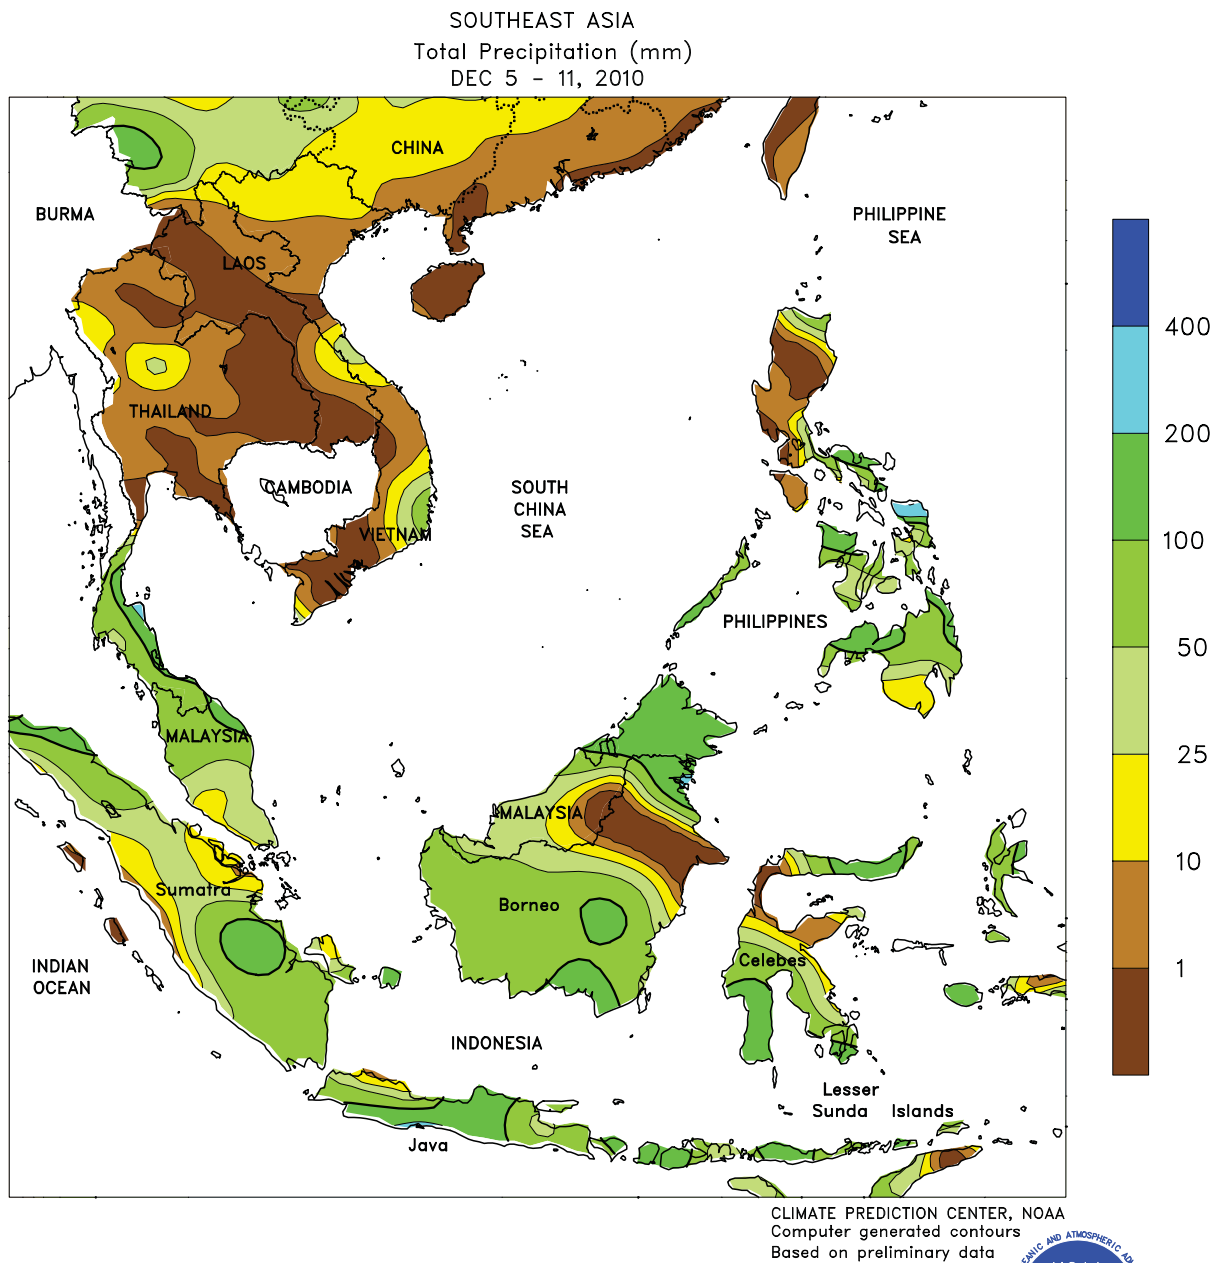 SOUTHEAST ASIA
Total Precipitation (mm)
DEC 5 - 11, 2010
CHINA
BURMA
PHILIPPINE
SEA
LAOS
400
THAILAND
200
CAMBODIA
SOUTH
CHINA
SEA
VIETNAM
100
PHILIPPINES
50
MALAYSIA
25
MALAYSIA
10
Sumatra
Borneo
Celebes
1
INDIAN
OCEAN
INDONESIA
Lesser
Sunda Islands
Java
CLIMATE PREDICTION CENTER, NOAA
Computer generated contours
Based on preliminary data
AND ATMOSPHERIC